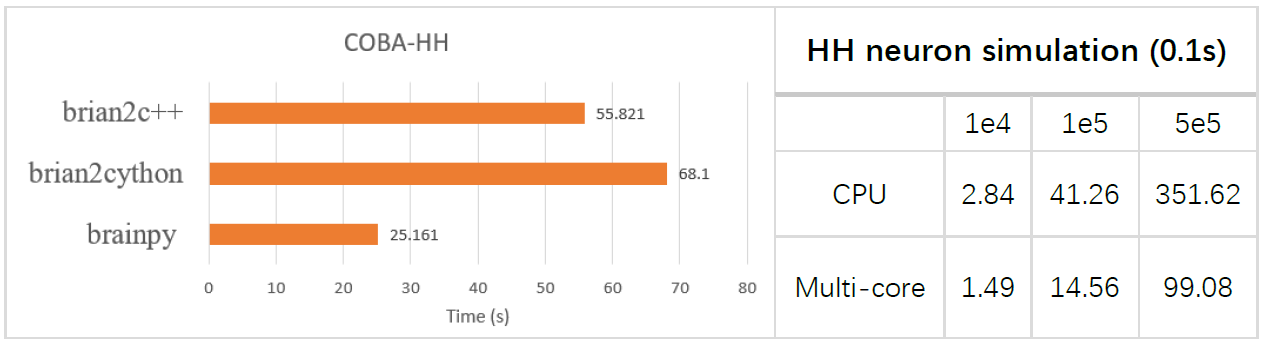 COBA-HH
brian2c++ 55.821
brian2cython 68.1
brainpy 25.161
0 10 20 30 40 50 60 70 80
Time (s)
HH neuron simulation (0.1s)
1e4 1e5 5e5
CPU 2.84 41.26 351.62
Multi-core 1.49 14.56 99.08